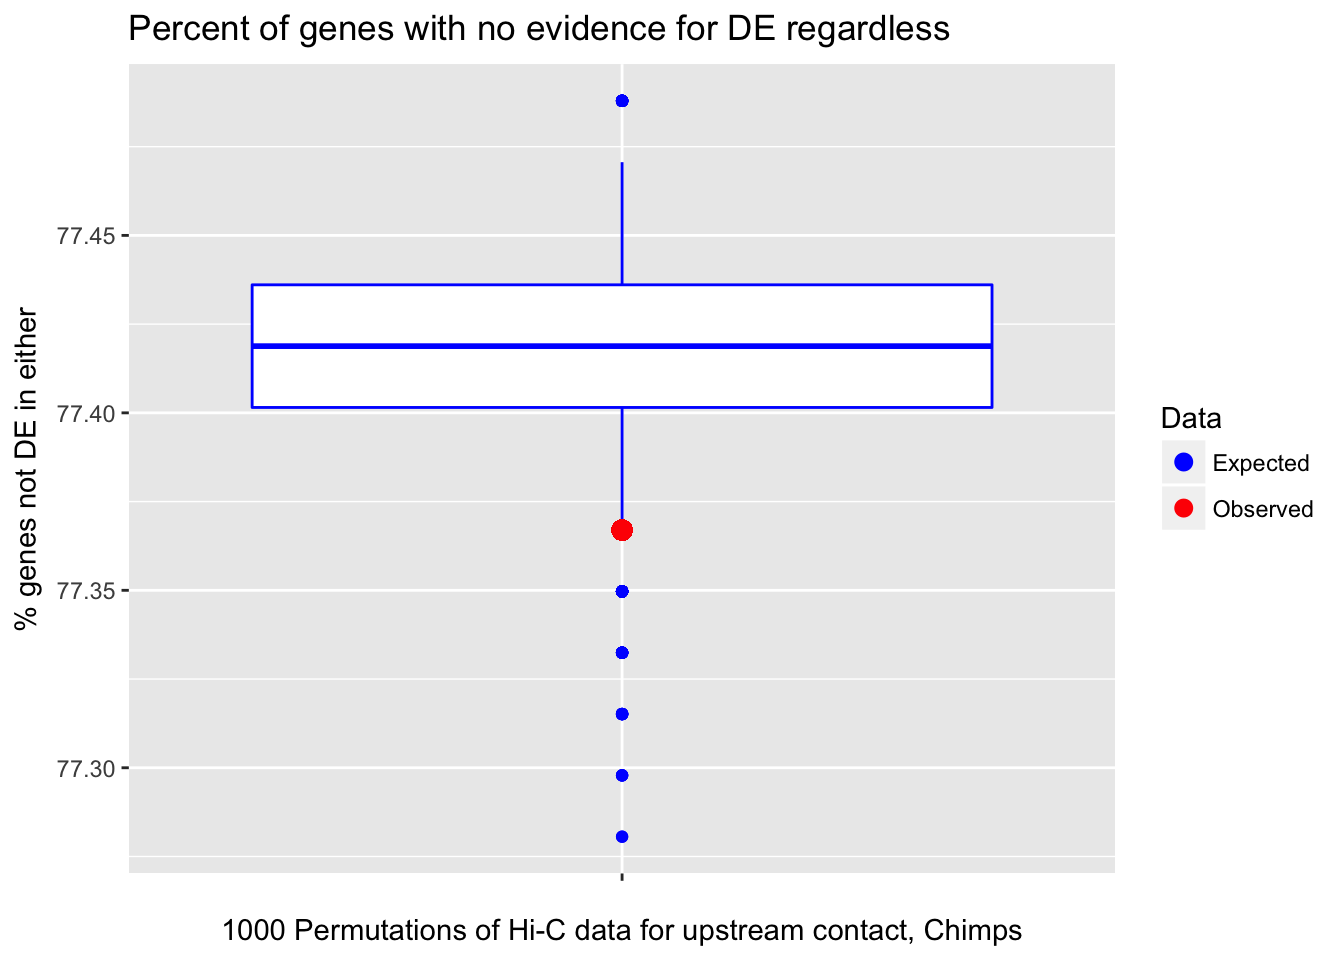 Percent of genes with no evidence for DE regardless
% genes not DE in either
77.45
77.40
77.35
77.30
1000 Permutations of Hi-C data for upstream contact, Chimps
Data
Expected
Observed